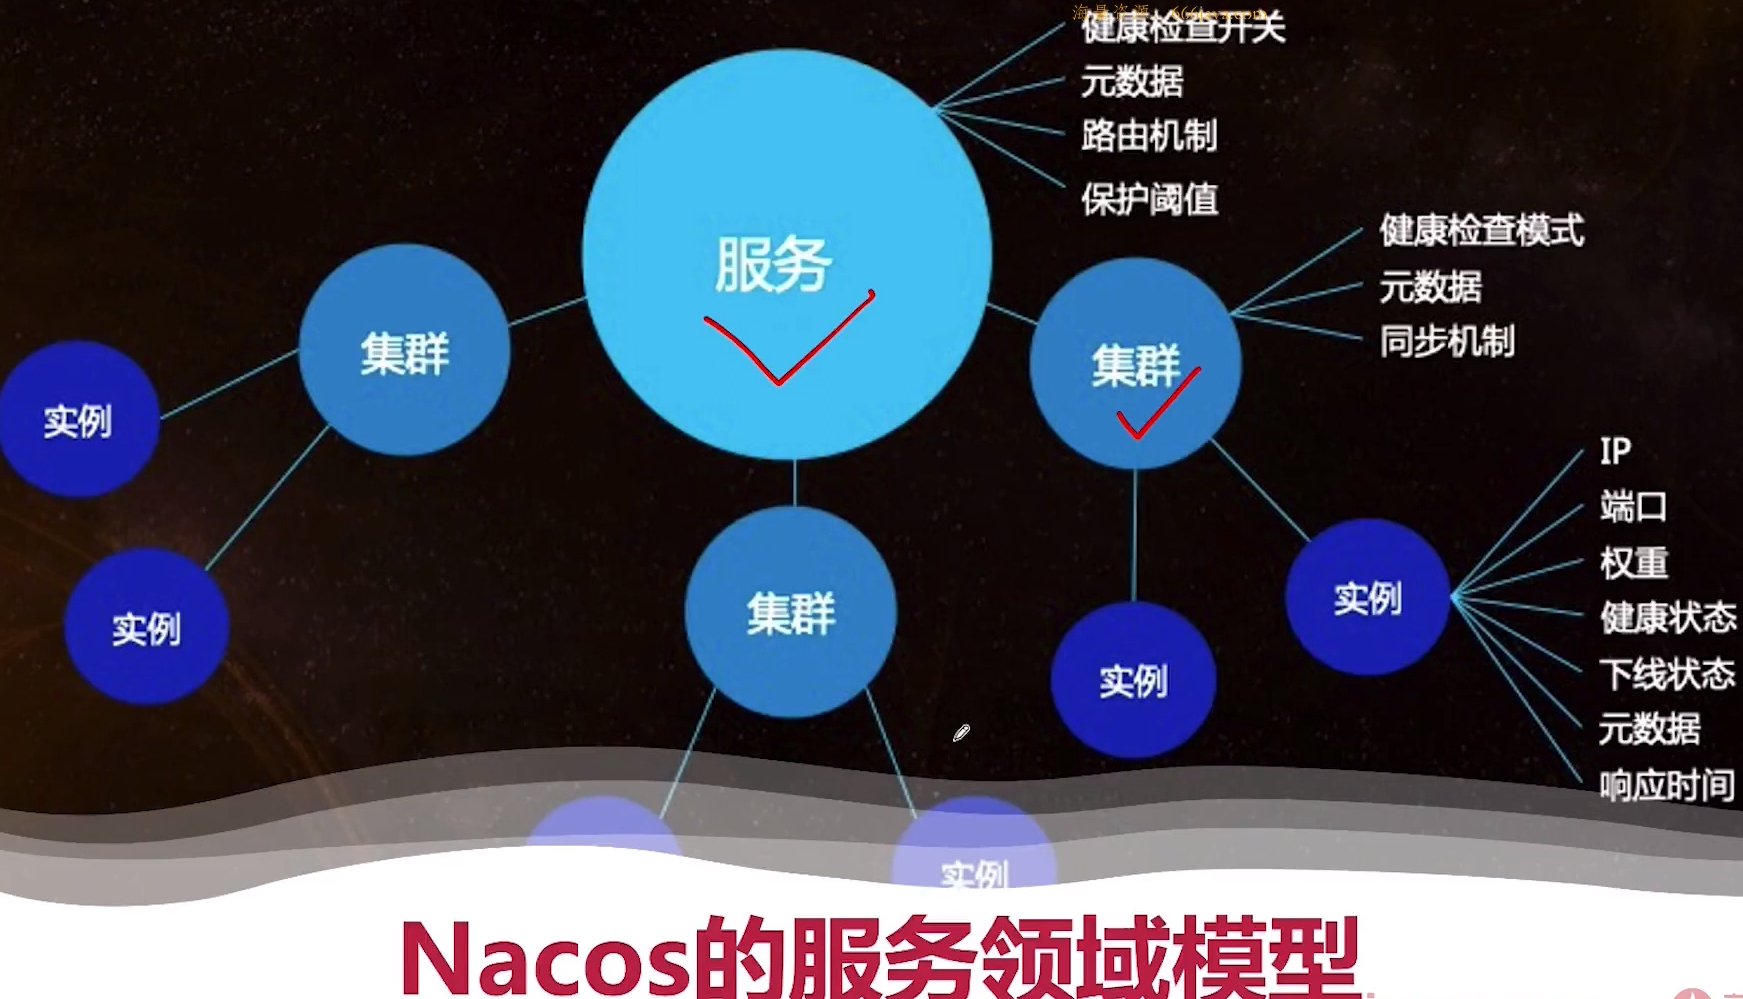 健康检查开关
元数据
路由机制
保护阈值
服务
健康检查模式
元数据
同步机制
集群
集群
实例
IP
端口
权重
健康状态
下线状态
元数据
响应时间
实例
实例
集群
实例
实例
Nacos的服务领域模型